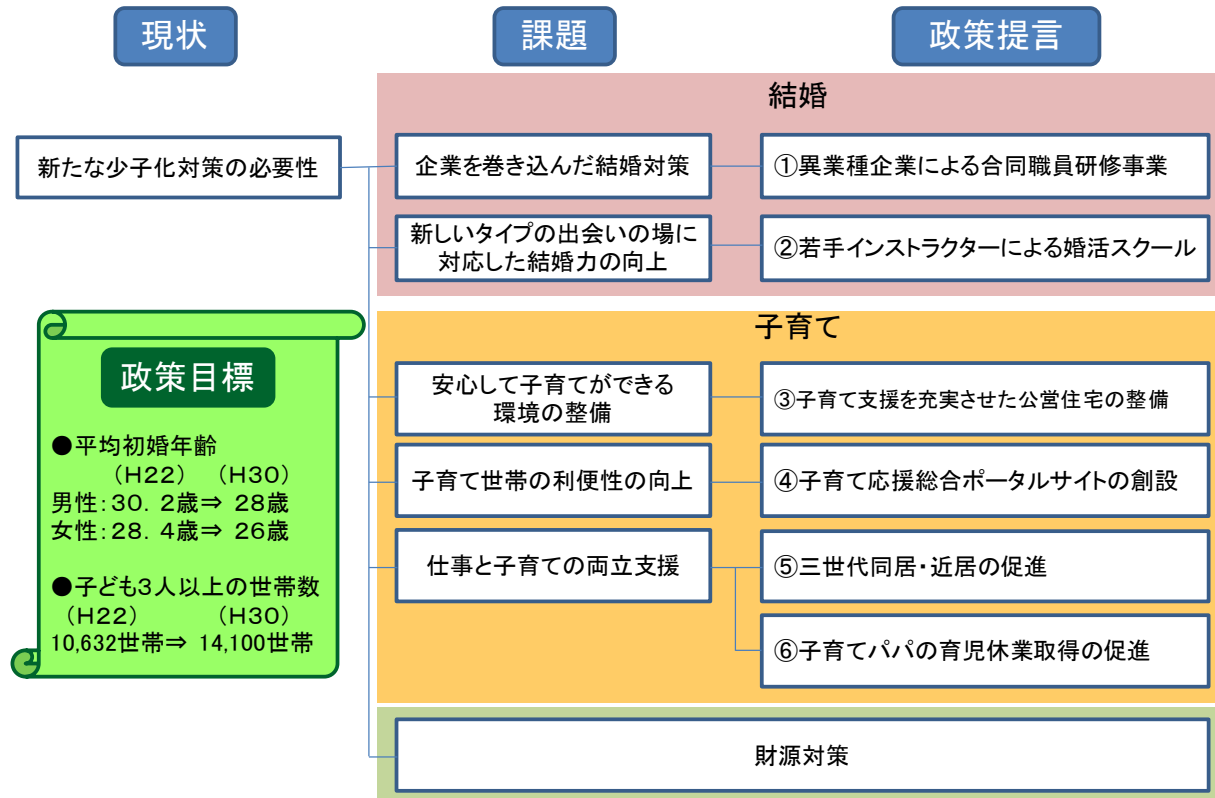 現状
課題
政策提言
結婚
新たな少子化対策の必要性
企業を巻き込んだ結婚対策
①異業種企業による合同職員研修事業
新しいタイプの出会いの場に
対応した結婚力の向上
②若手インストラクターによる婚活スクール
政策目標
●平均初婚年齢
(H22) (H30)
男性:30．2歳⇒ 28歳
女性:28．4歳⇒ 26歳
●子ども3人以上の世帯数
(H22) (H30)
10,632世帯⇒ 14,100世帯
子育て
安心して子育てができる
環境の整備
③子育て支援を充実させた公営住宅の整備
子育て世帯の利便性の向上
④子育て応援総合ポータルサイトの創設
仕事と子育ての両立支援
⑤三世代同居・近居の促進
⑥子育てパパの育児休業取得の促進
財源対策